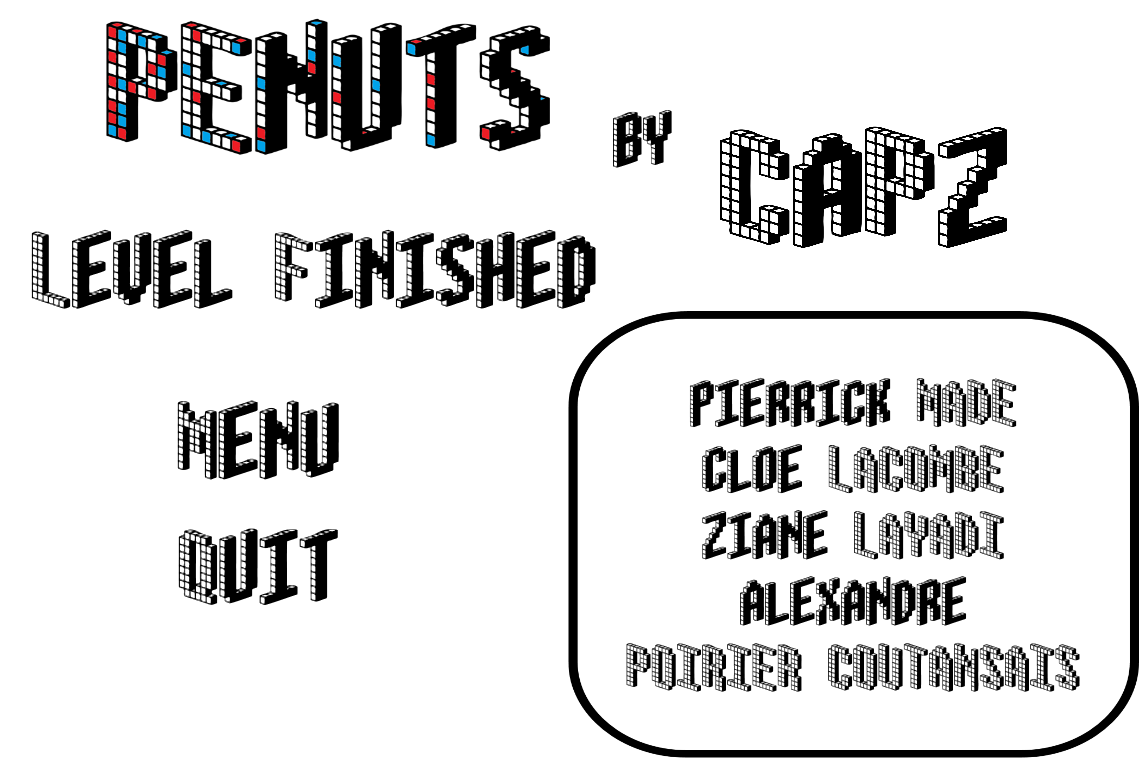 PENUTS
BY CAPZ
LEVEL FINISHED
MENU
QUIT
PIERRICK MADE
CLOE LACOMBE
ZIANE LAYADI
ALEXANDRE
POIRIER COUTANSAIS